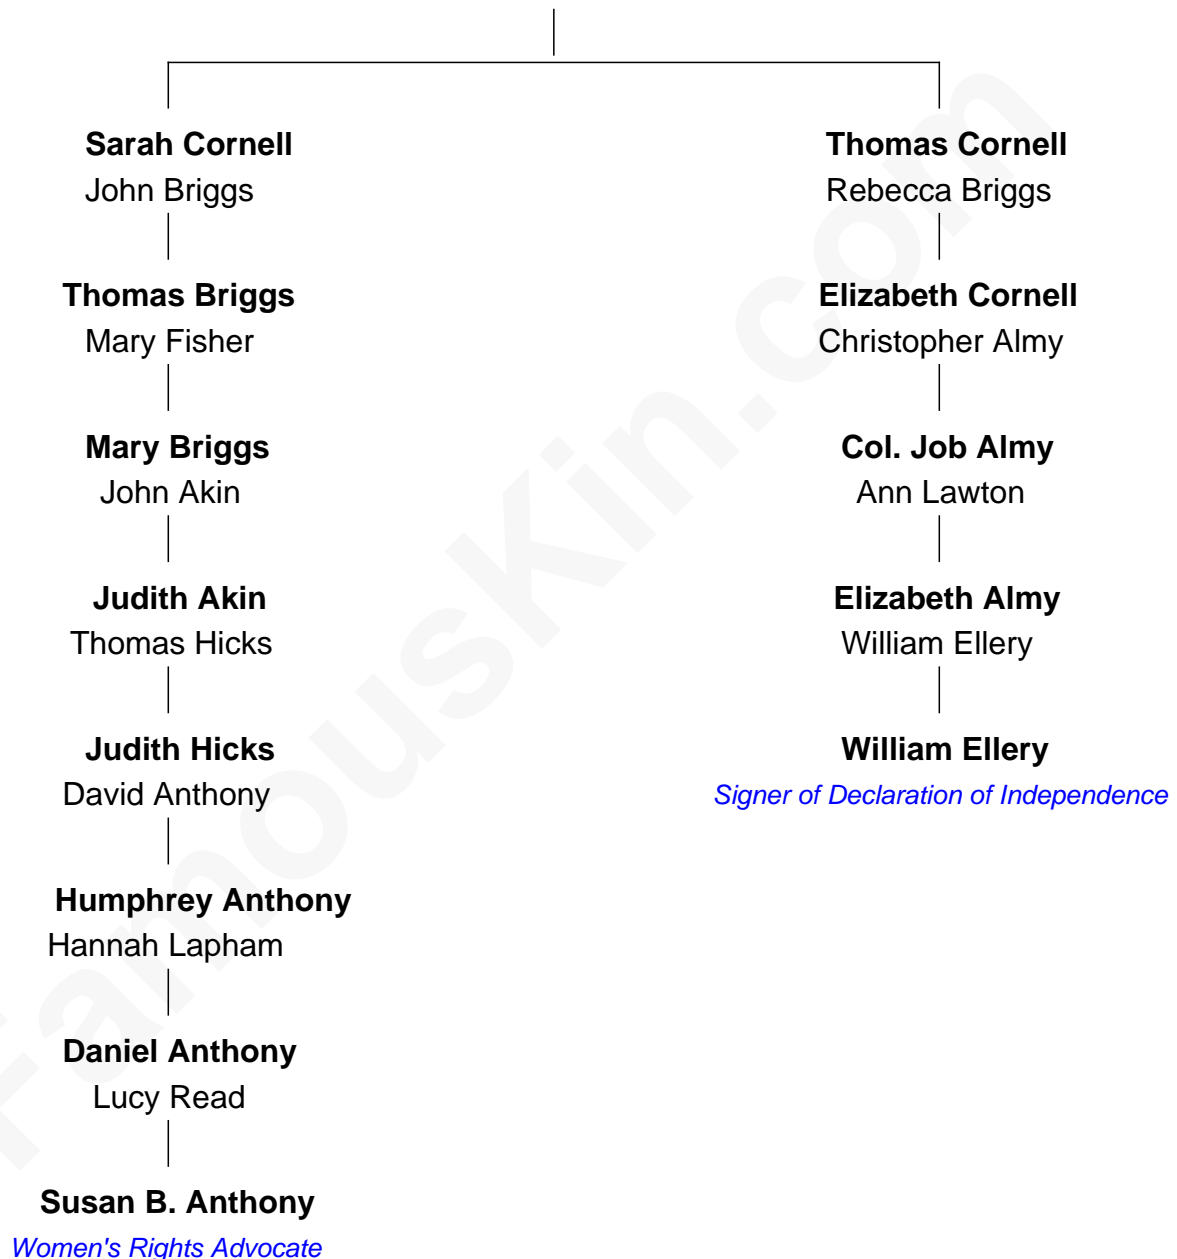 Sarah Cornell
John Briggs
Thomas Briggs
Mary Fisher
Mary Briggs
John Akin
Judith Akin
Thomas Hicks
Judith Hicks
David Anthony
Humphrey Anthony
Hannah Lapham
Daniel Anthony
Lucy Read
Susan B. Anthony
Women's Rights Advocate
Thomas Cornell
Rebecca Briggs
Elizabeth Cornell
Christopher Almy
Col. Job Almy
Ann Lawton
Elizabeth Almy
William Ellery
William Ellery
Signer of Declaration of Independence
FamousKin.com